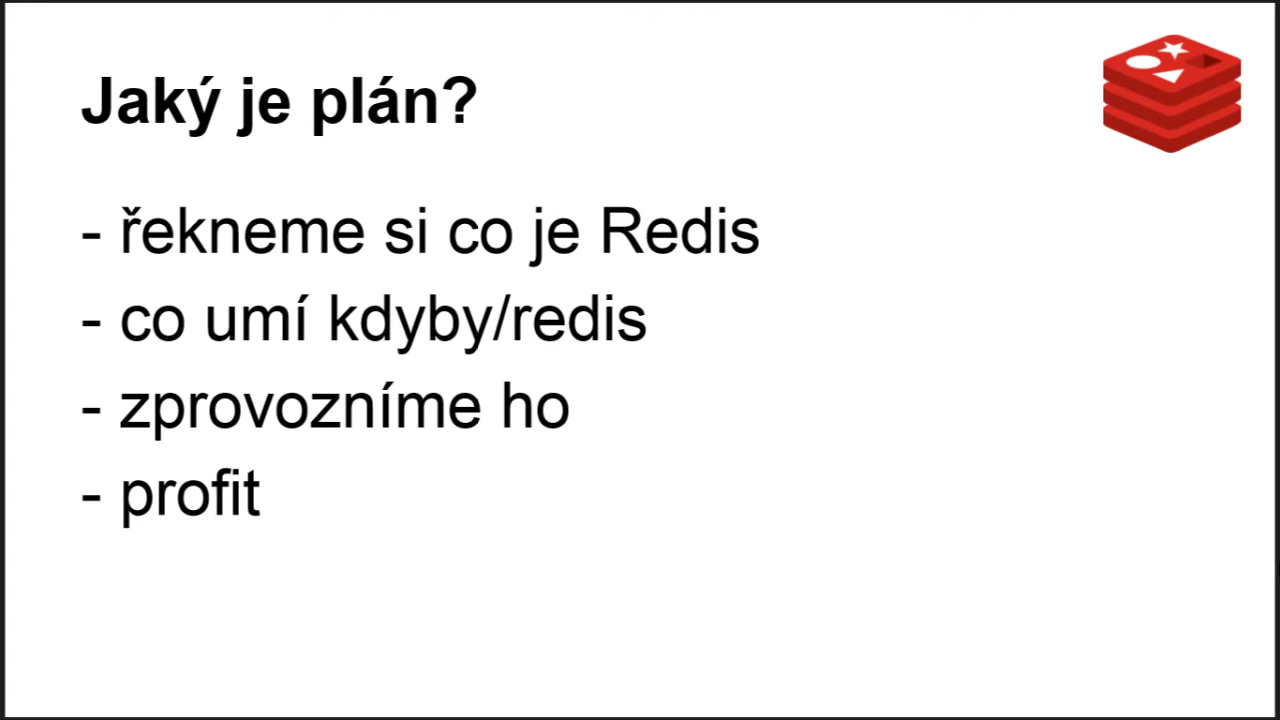 Jaký je plán?
- řekneme si co je Redis
- co umí kdyby/redis
- zprovozníme ho
- profit